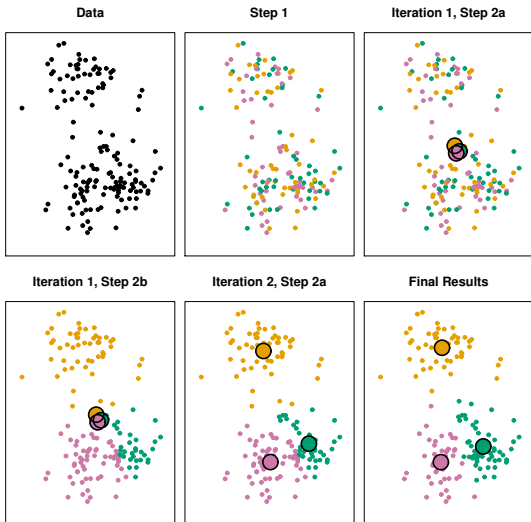 Data
Step 1
Iteration 1, Step 2a
Iteration 1, Step 2b
Iteration 2, Step 2a
Final Results